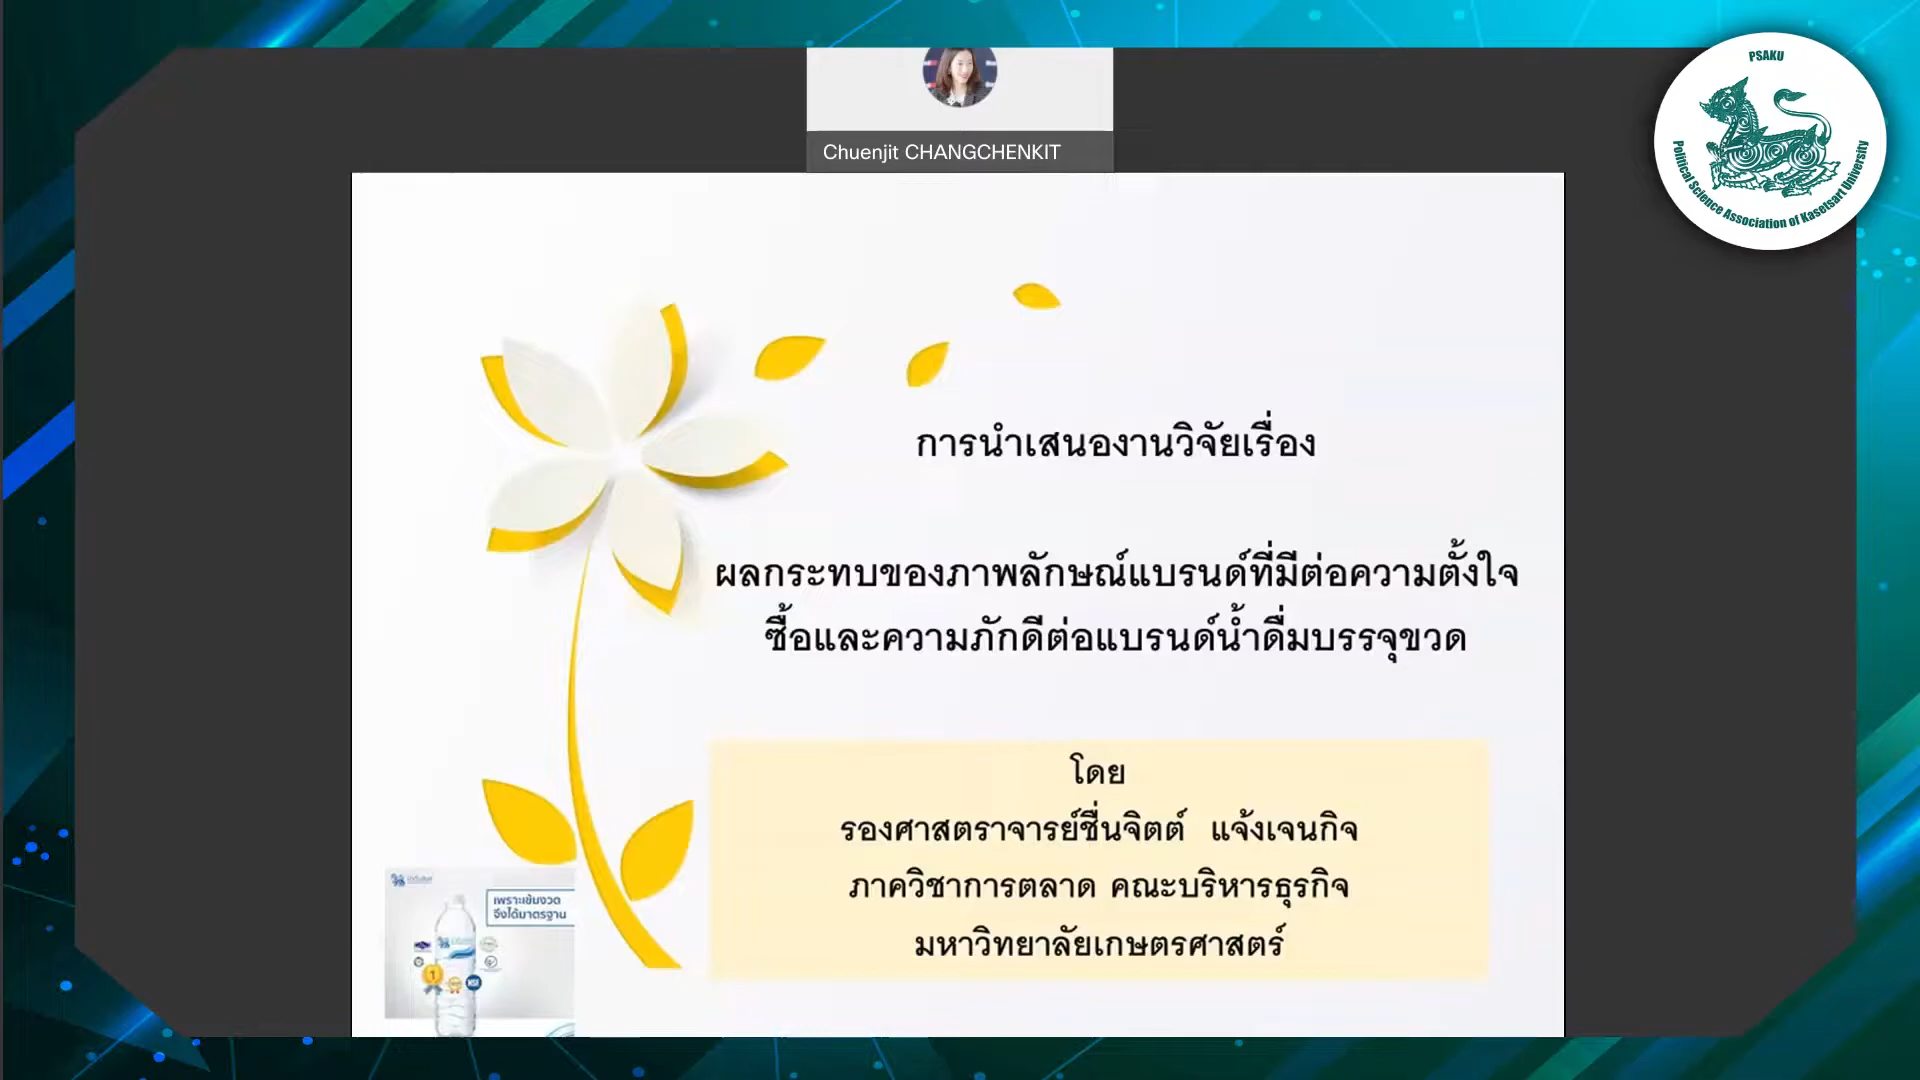 PSAKU
Political Science Association of Kasetsart University
Chuenjit CHANGCHENKIT
การนำเสนองานวิจัยเรื่อง
ผลกระทบของภาพลักษณ์แบรนด์ที่มีต่อความตั้งใจ
ซื้อและความภักดีต่อแบรนด์น้ำดื่มบรรจุขวด
โดย
รองศาสตราจารย์ชื่นจิตต์ แจ้งเจนกิจ
ภาควิชาการตลาด คณะบริหารธุรกิจ
มหาวิทยาลัยเกษตรศาสตร์
เพราะเข้มงวด
จึงได้มาตรฐาน
1
NSF